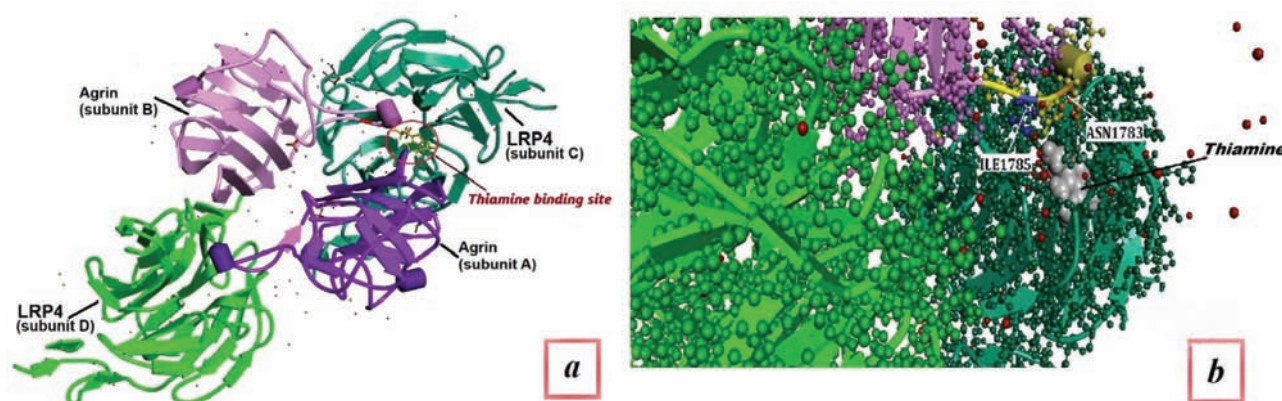 Agrin
(subunit B)
LRP4
(subunit C)
Thiamine binding site
Agrin
(subunit A)
LRP4
(subunit D)
a
ASN1783
ILE1785
Thiamine
b